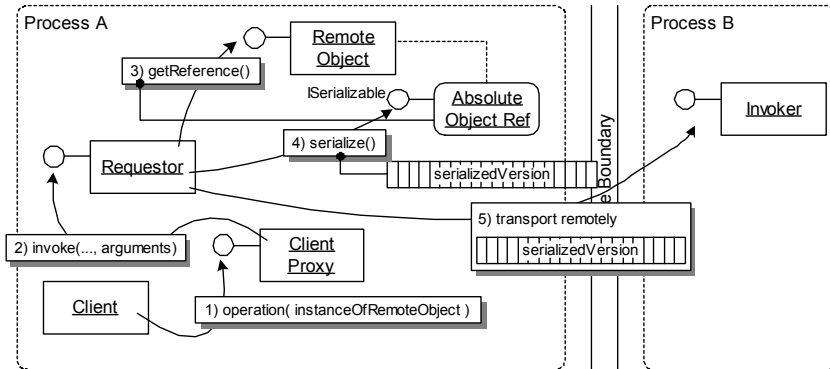 Process A
Process B
Remote
Object
3) getReference()
ISerializable
Absolute
Object Ref
Invoker
4) serialize()
Requestor
serializedVersion
e Boundary
5) transport remotely
serializedVersion
2) invoke(..., arguments)
Client
Proxy
Client
1) operation( instanceOfRemoteObject )